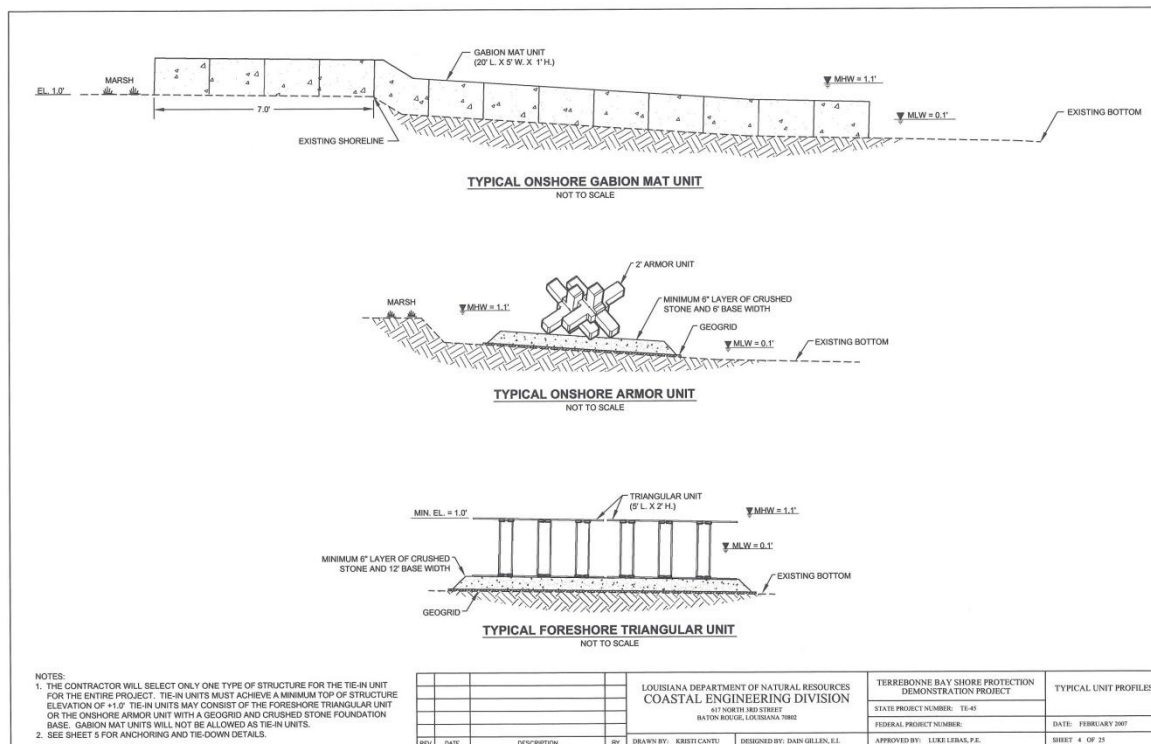 GABION MAT UNIT
(20' L. X 5' W. X 1' H.)
MHW = 1.1'
MARSH
EL. 1.0'
7.0'
MLW = 0.1'
EXISTING BOTTOM
EXISTING SHORELINE
TYPICAL ONSHORE GABION MAT UNIT
NOT TO SCALE
2' ARMOR UNIT
MARSH
MHW = 1.1'
MINIMUM 6" LAYER OF CRUSHED
STONE AND 6' BASE WIDTH
GEOGRID
MLW = 0.1'
EXISTING BOTTOM
TYPICAL ONSHORE ARMOR UNIT
NOT TO SCALE
TRIANGULAR UNIT
(5' L. X 2' H.)
MIN. EL. = 1.0'
MHW = 1.1'
MLW = 0.1'
MINIMUM 6" LAYER OF CRUSHED
STONE AND 12' BASE WIDTH
EXISTING BOTTOM
GEOGRID
TYPICAL FORESHORE TRIANGULAR UNIT
NOT TO SCALE
NOTES:
1. THE CONTRACTOR WILL SELECT ONLY ONE TYPE OF STRUCTURE FOR THE TIE-IN UNIT
FOR THE ENTIRE PROJECT. TIE-IN UNITS MUST ACHIEVE A MINIMUM TOP OF STRUCTURE
ELEVATION OF +1.0' TIE-IN UNITS MAY CONSIST OF THE FORESHORE TRIANGULAR UNIT
OR THE ONSHORE ARMOR UNIT WITH A GEOGRID AND CRUSHED STONE FOUNDATION
BASE. GABION MAT UNITS WILL NOT BE ALLOWED AS TIE-IN UNITS.
2. SEE SHEET 5 FOR ANCHORING AND TIE-DOWN DETAILS.
REV. DATE DESCRIPTION BY
LOUISIANA DEPARTMENT OF NATURAL RESOURCES
COASTAL ENGINEERING DIVISION
617 NORTH 3RD STREET
BATON ROUGE, LOUISIANA 70802
DRAWN BY: KRISTI CANTU
DESIGNED BY: DAIN GILLEN, E.I.
TERREBONNE BAY SHORE PROTECTION
DEMONSTRATION PROJECT
STATE PROJECT NUMBER: TE-45
FEDERAL PROJECT NUMBER:
APPROVED BY: LUKE LEBAS, P.E.
TYPICAL UNIT PROFILES
DATE: FEBRUARY 2007
SHEET 4 OF 25